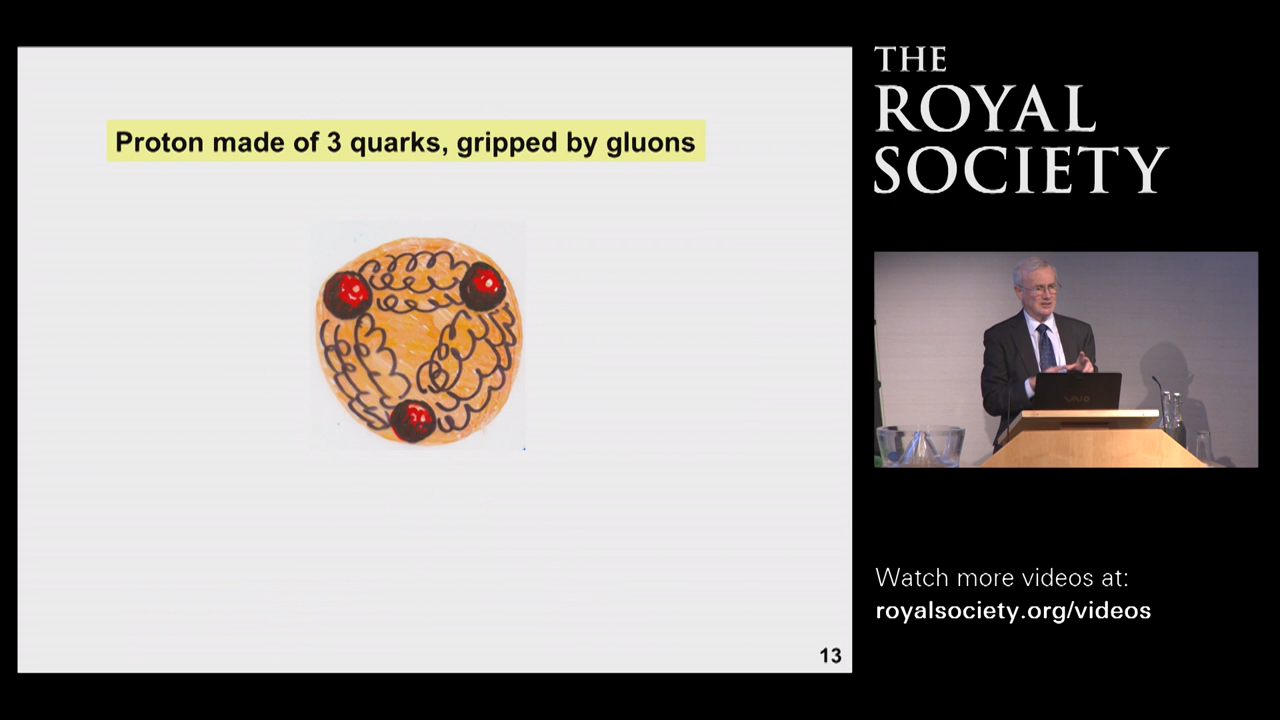 Proton made of 3 quarks, gripped by gluons
13
THE
ROYAL
SOCIETY
VAIO
Watch more videos at:
royalsociety.org/videos